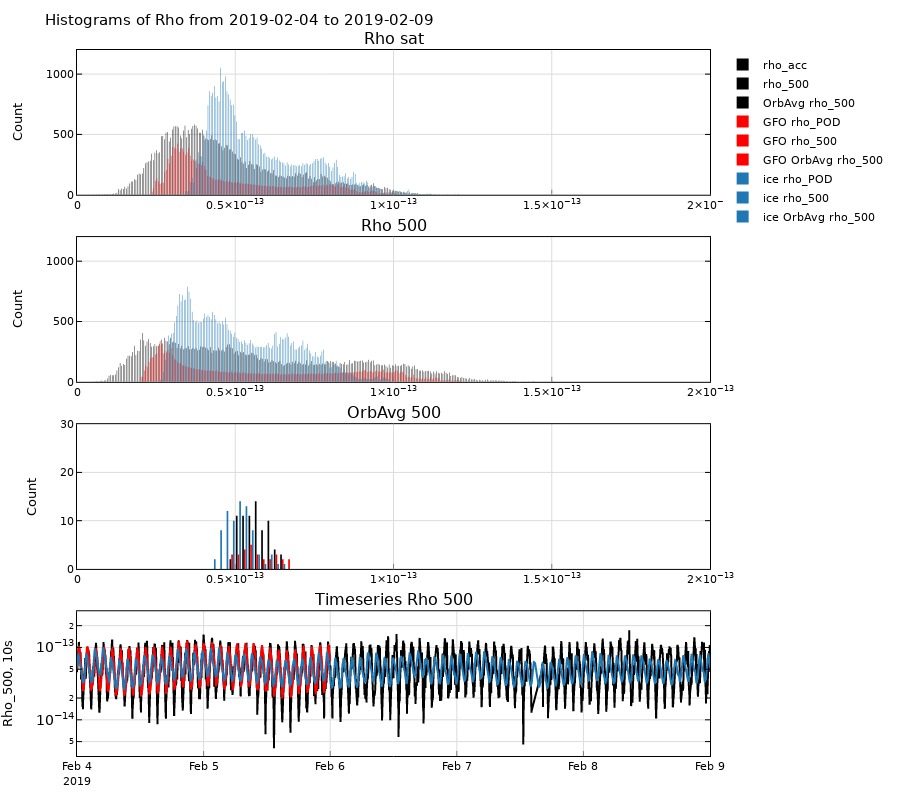 Histograms of Rho from 2019-02-04 to 2019-02-09
Rho sat
1000
500
0
Count
0 0.5×10⁻¹³ 1×10⁻¹³ 1.5×10⁻¹³ 2×10⁻
rho_acc
rho_500
OrbAvg rho_500
GFO rho_POD
GFO rho_500
GFO OrbAvg rho_500
ice rho_POD
ice rho_500
ice OrbAvg rho_500
Rho 500
1000
500
0
Count
0 0.5×10⁻¹³ 1×10⁻¹³ 1.5×10⁻¹³ 2×10⁻¹³
OrbAvg 500
30
20
10
0
Count
0 0.5×10⁻¹³ 1×10⁻¹³ 1.5×10⁻¹³ 2×10⁻¹³
Timeseries Rho 500
2
10⁻¹³
5
2
10⁻¹⁴
5
Rho_500, 10s
Feb 4 Feb 5 Feb 6 Feb 7 Feb 8 Feb 9
2019